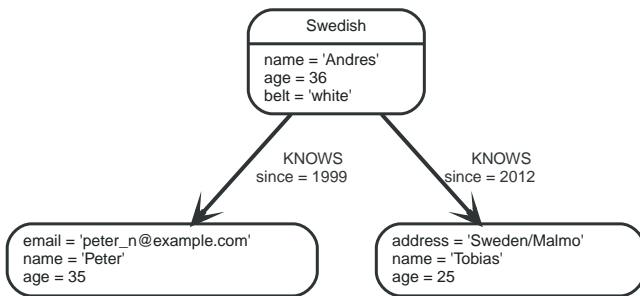 Swedish
name = 'Andres'
age = 36
belt = 'white'
KNOWS
since = 1999
KNOWS
since = 2012
email = 'peter_n@example.com'
name = 'Peter'
age = 35
address = 'Sweden/Malmo'
name = 'Tobias'
age = 25